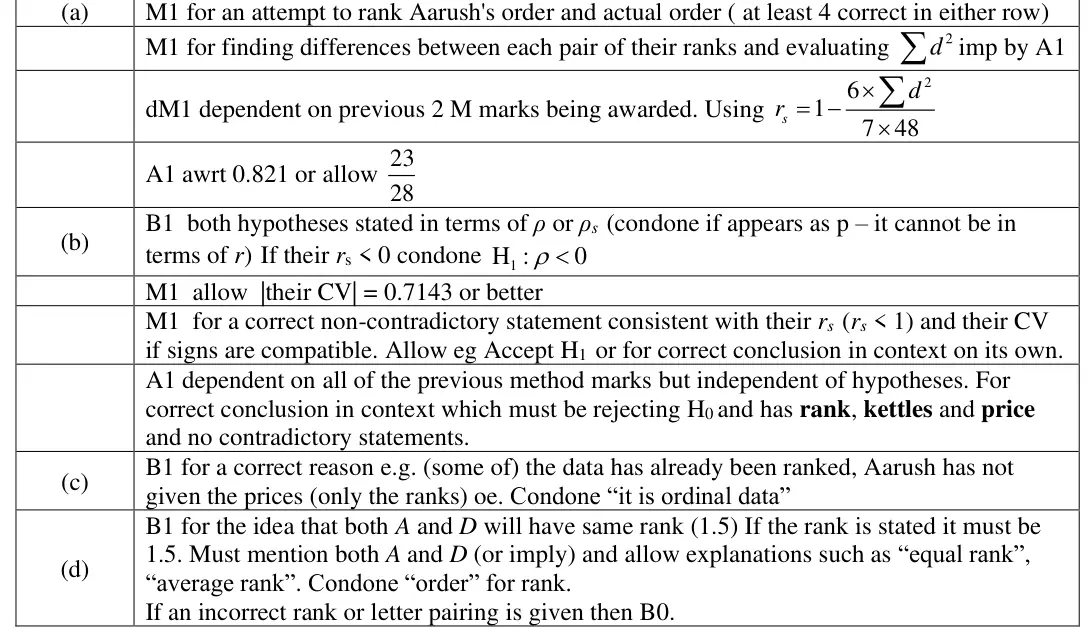 (a) M1 for an attempt to rank Aarush's order and actual order ( at least 4 correct in either row)
M1 for finding differences between each pair of their ranks and evaluating ∑d² imp by A1
dM1 dependent on previous 2 M marks being awarded. Using r_s = 1 − (6 × ∑d²)/(7 × 48)
A1 awrt 0.821 or allow 23/28
(b) B1 both hypotheses stated in terms of ρ or ρₛ (condone if appears as p – it cannot be in
terms of r) If their rₛ < 0 condone H₁ : ρ < 0
M1 allow |their CV| = 0.7143 or better
M1 for a correct non-contradictory statement consistent with their rₛ (rₛ < 1) and their CV
if signs are compatible. Allow eg Accept H₁ or for correct conclusion in context on its own.
A1 dependent on all of the previous method marks but independent of hypotheses. For
correct conclusion in context which must be rejecting H₀ and has rank, kettles and price
and no contradictory statements.
(c) B1 for a correct reason e.g. (some of) the data has already been ranked, Aarush has not
given the prices (only the ranks) oe. Condone “it is ordinal data”
(d) B1 for the idea that both A and D will have same rank (1.5) If the rank is stated it must be
1.5. Must mention both A and D (or imply) and allow explanations such as “equal rank”,
“average rank”. Condone “order” for rank.
If an incorrect rank or letter pairing is given then B0.